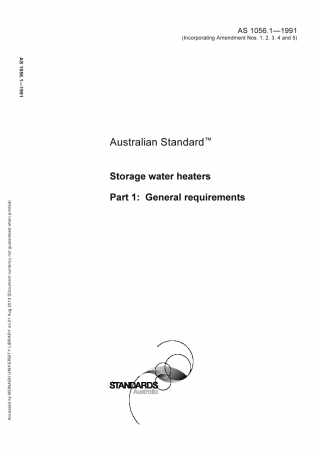 AS 1056.1—1991
(Incorporating Amendment Nos. 1, 2, 3, 4 and 5)
AS 1056.1—1991
Australian Standard™
Storage water heaters
Part 1: General requirements
STANDARDS
Australia
Accessed by MONASH UNIVERSITY LIBRARY on 21 Aug 2013 (Document currency not guaranteed when printed)